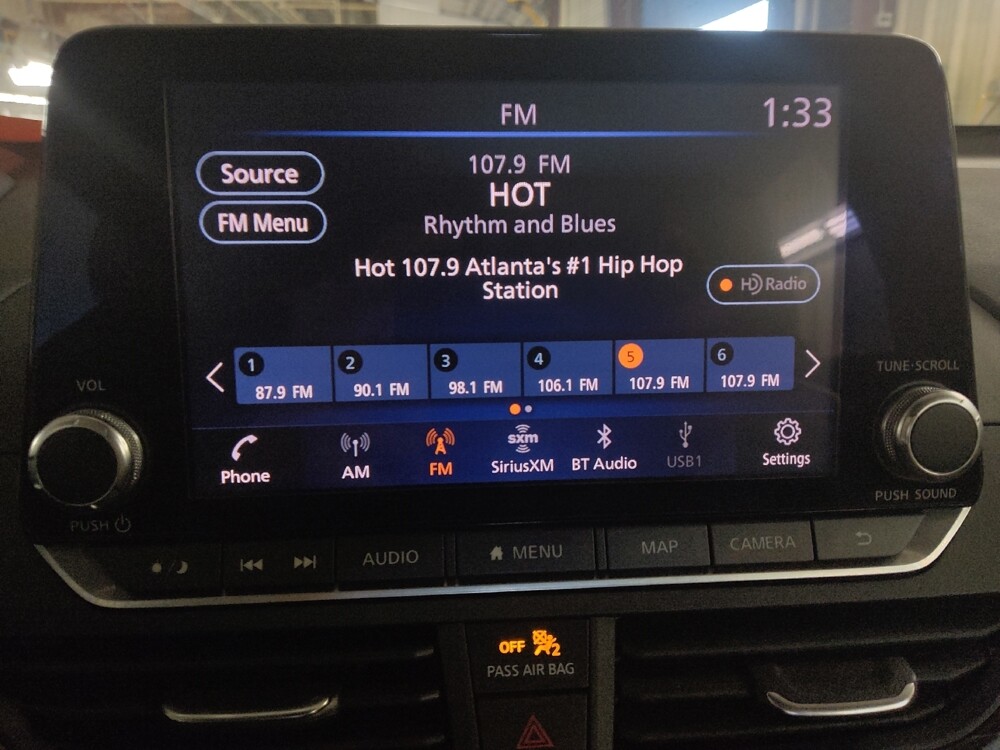 FM
1:33
Source
FM Menu
107.9 FM
HOT
Rhythm and Blues
Hot 107.9 Atlanta's #1 Hip Hop
Station
HD Radio
1
87.9 FM
2
90.1 FM
3
98.1 FM
4
106.1 FM
5
107.9 FM
6
107.9 FM
Phone
AM
FM
sxm
SiriusXM
BT Audio
USB1
Settings
VOL
PUSH
TUNE·SCROLL
PUSH SOUND
AUDIO
MENU
MAP
CAMERA
OFF
2
PASS AIR BAG